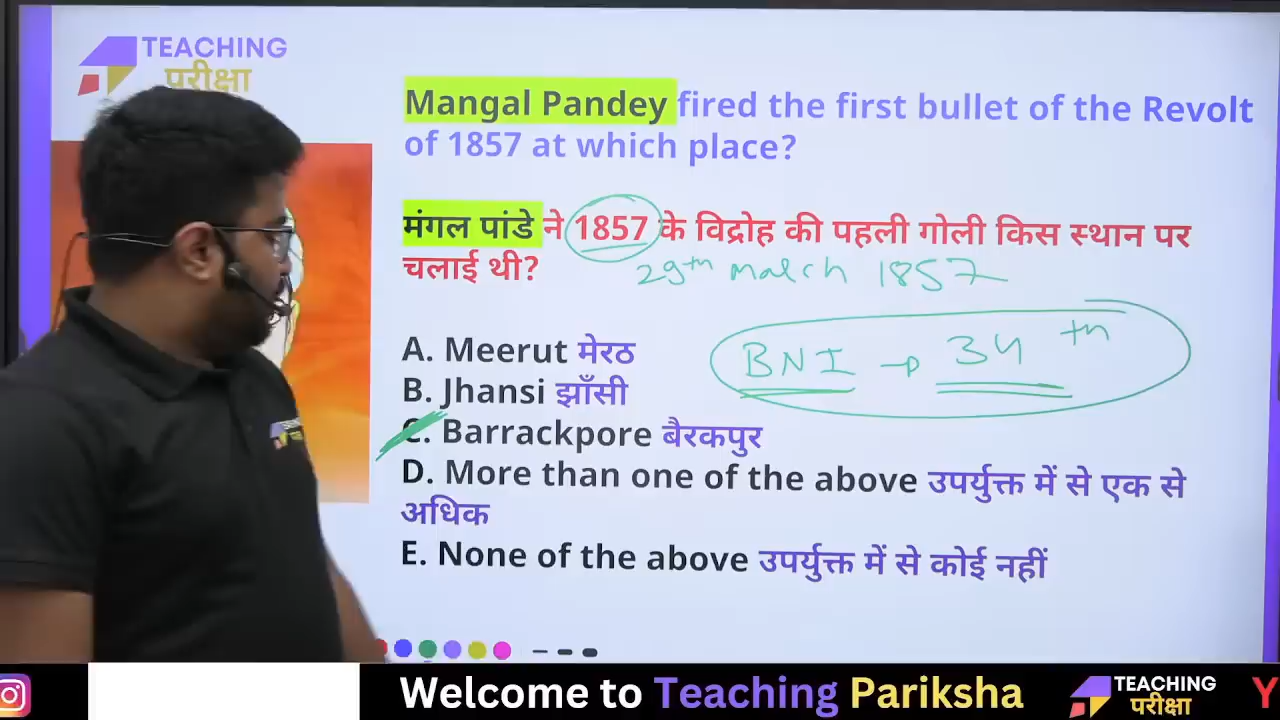 TEACHING
परीक्षा
Mangal Pandey fired the first bullet of the Revolt
of 1857 at which place?
मंगल पांडे ने 1857 के विद्रोह की पहली गोली किस स्थान पर
चलाई थी?
29th march 1857
BNI → 34th
A. Meerut मेरठ
B. Jhansi झाँसी
C. Barrackpore बैरकपुर
D. More than one of the above उपर्युक्त में से एक से
अधिक
E. None of the above उपर्युक्त में से कोई नहीं
Welcome to Teaching Pariksha
TEACHING
परीक्षा
Y